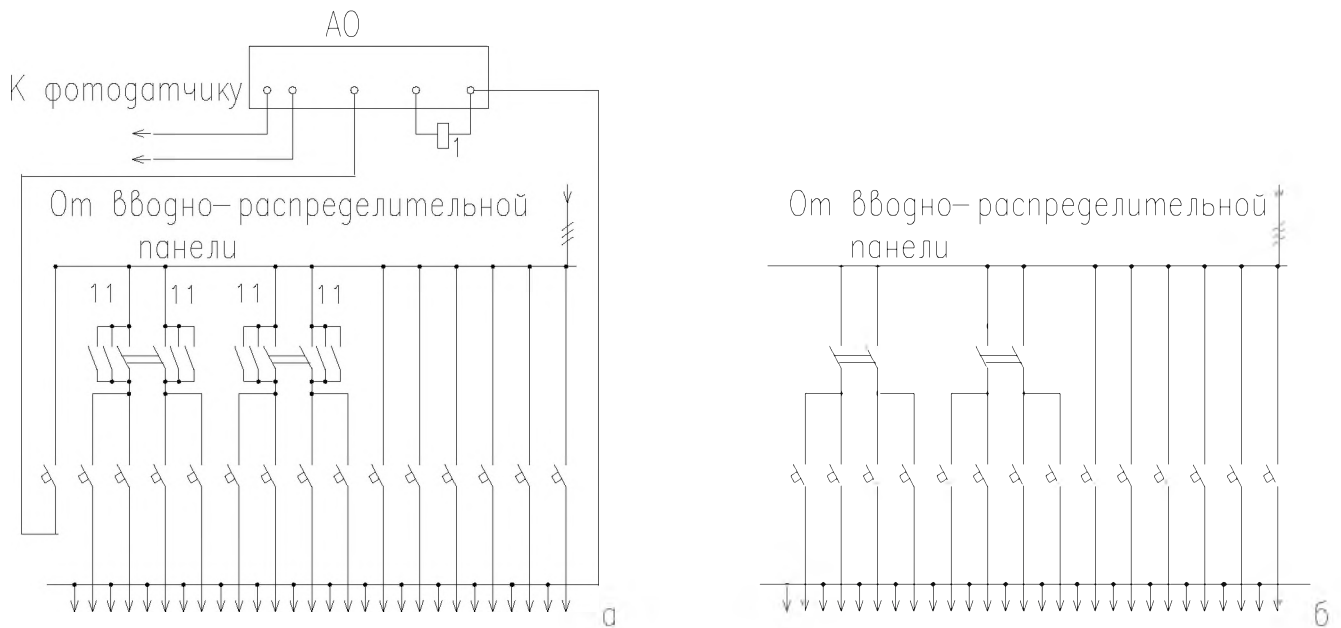 АО
К фотодатчику
1
От вводно-распределительной
панели
11 11 11 11
а
От вводно-распределительной
панели
б